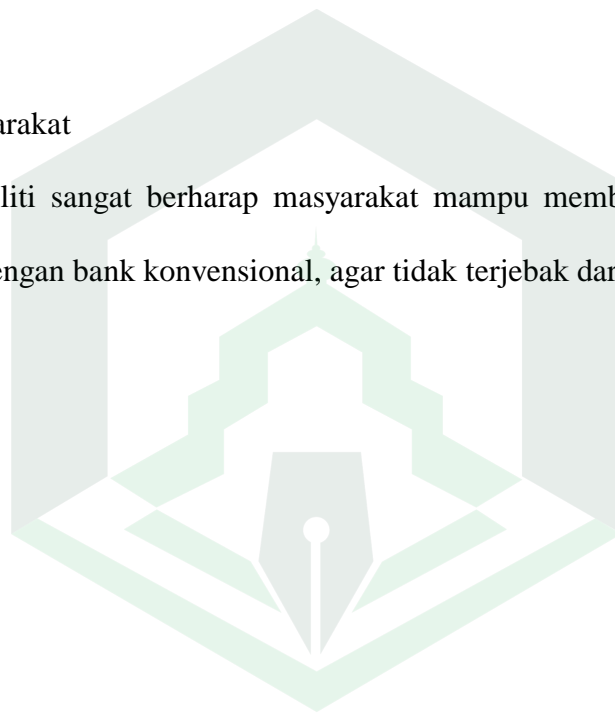 arakat
liti sangat berharap masyarakat mampu memb
engan bank konvensional, agar tidak terjebak dar